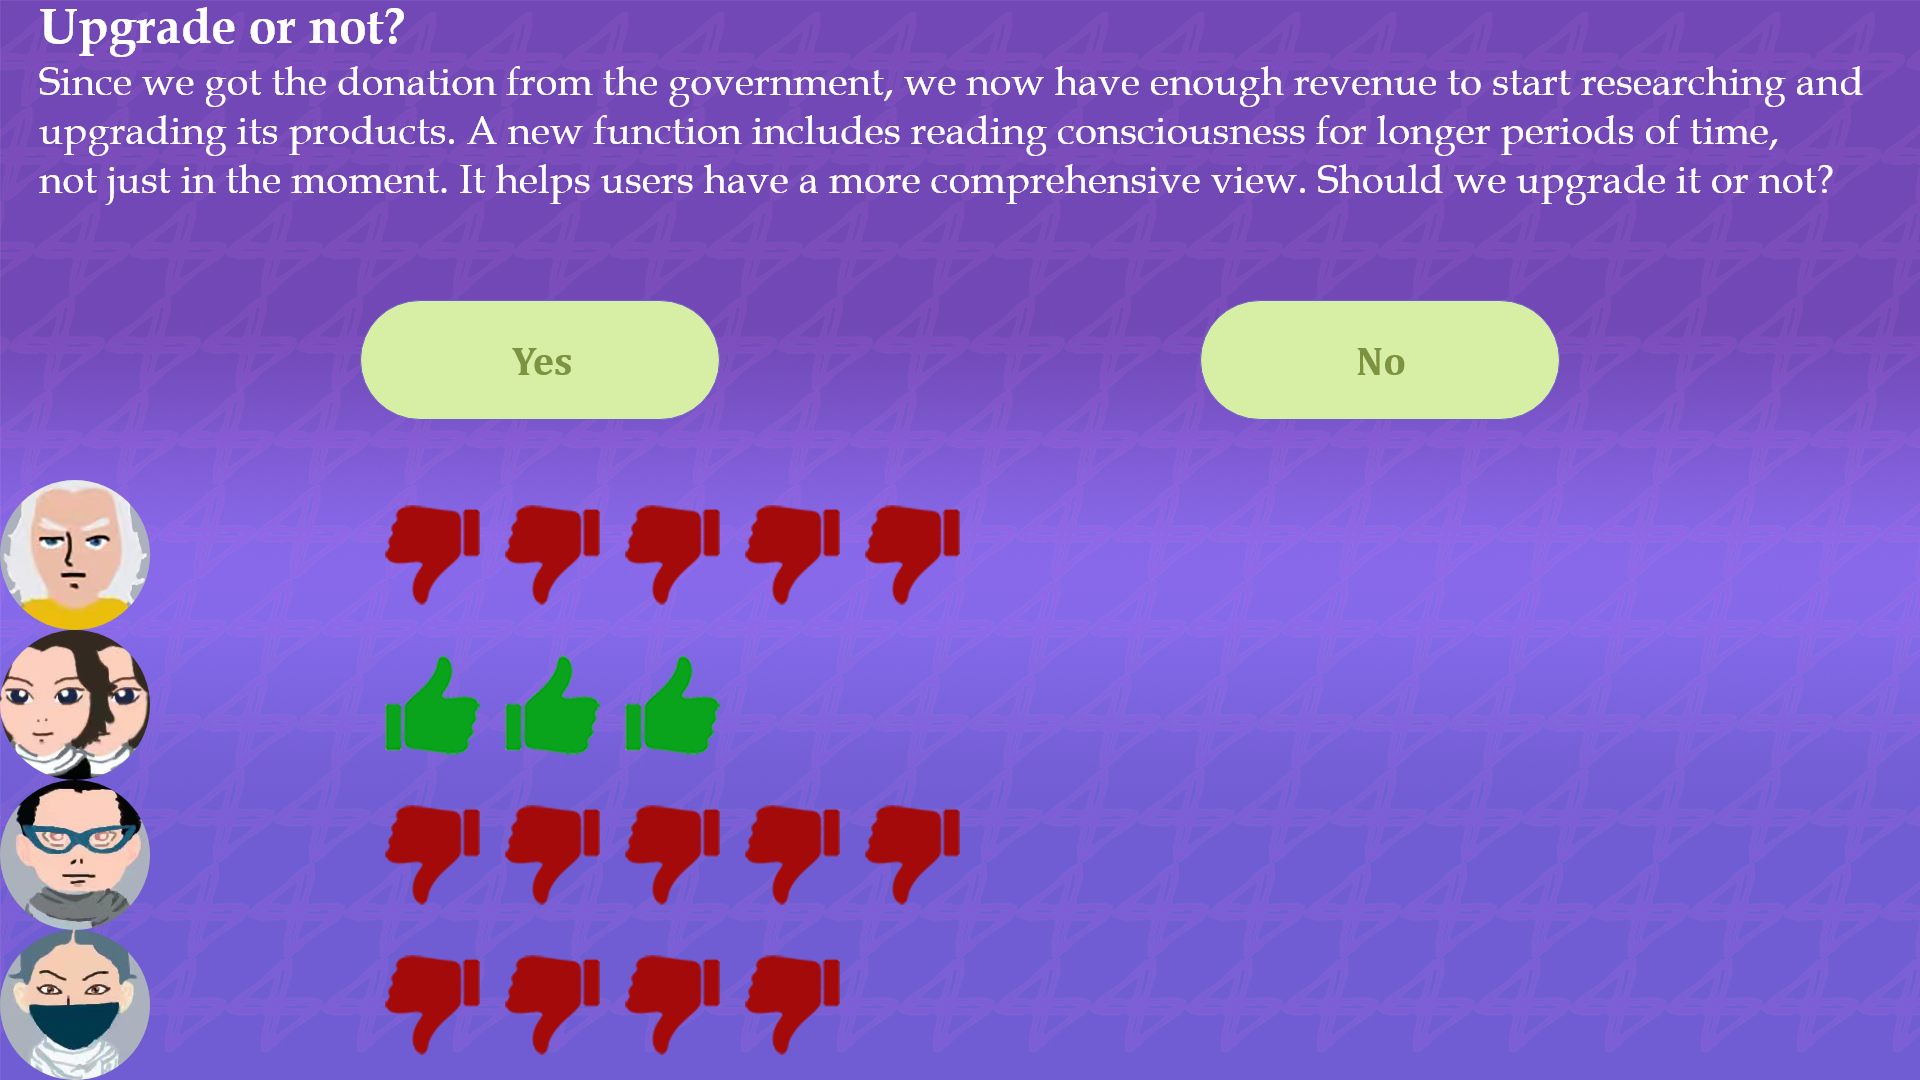 Upgrade or not?
Since we got the donation from the government, we now have enough revenue to start researching and
upgrading its products. A new function includes reading consciousness for longer periods of time,
not just in the moment. It helps users have a more comprehensive view. Should we upgrade it or not?
Yes
No